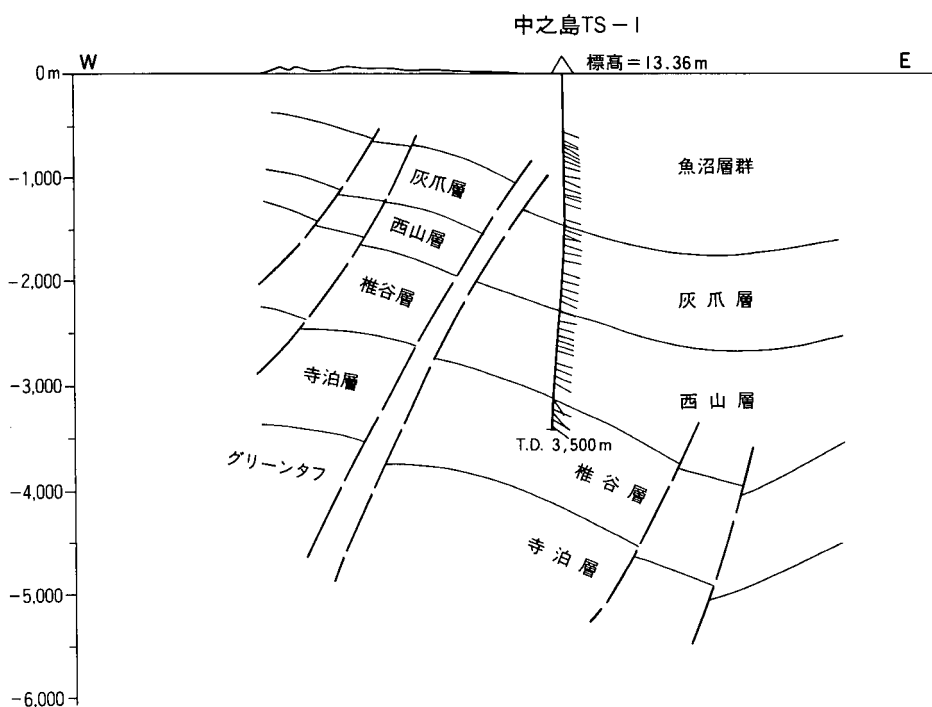 中之島TS-1
W
標高=13.36m
E
0m
-1,000
-2,000
-3,000
-4,000
-5,000
-6,000
魚沼層群
灰爪層
西山層
椎谷層
寺泊層
グリーンタフ
灰爪層
西山層
T.D. 3,500m
椎谷層
寺泊層